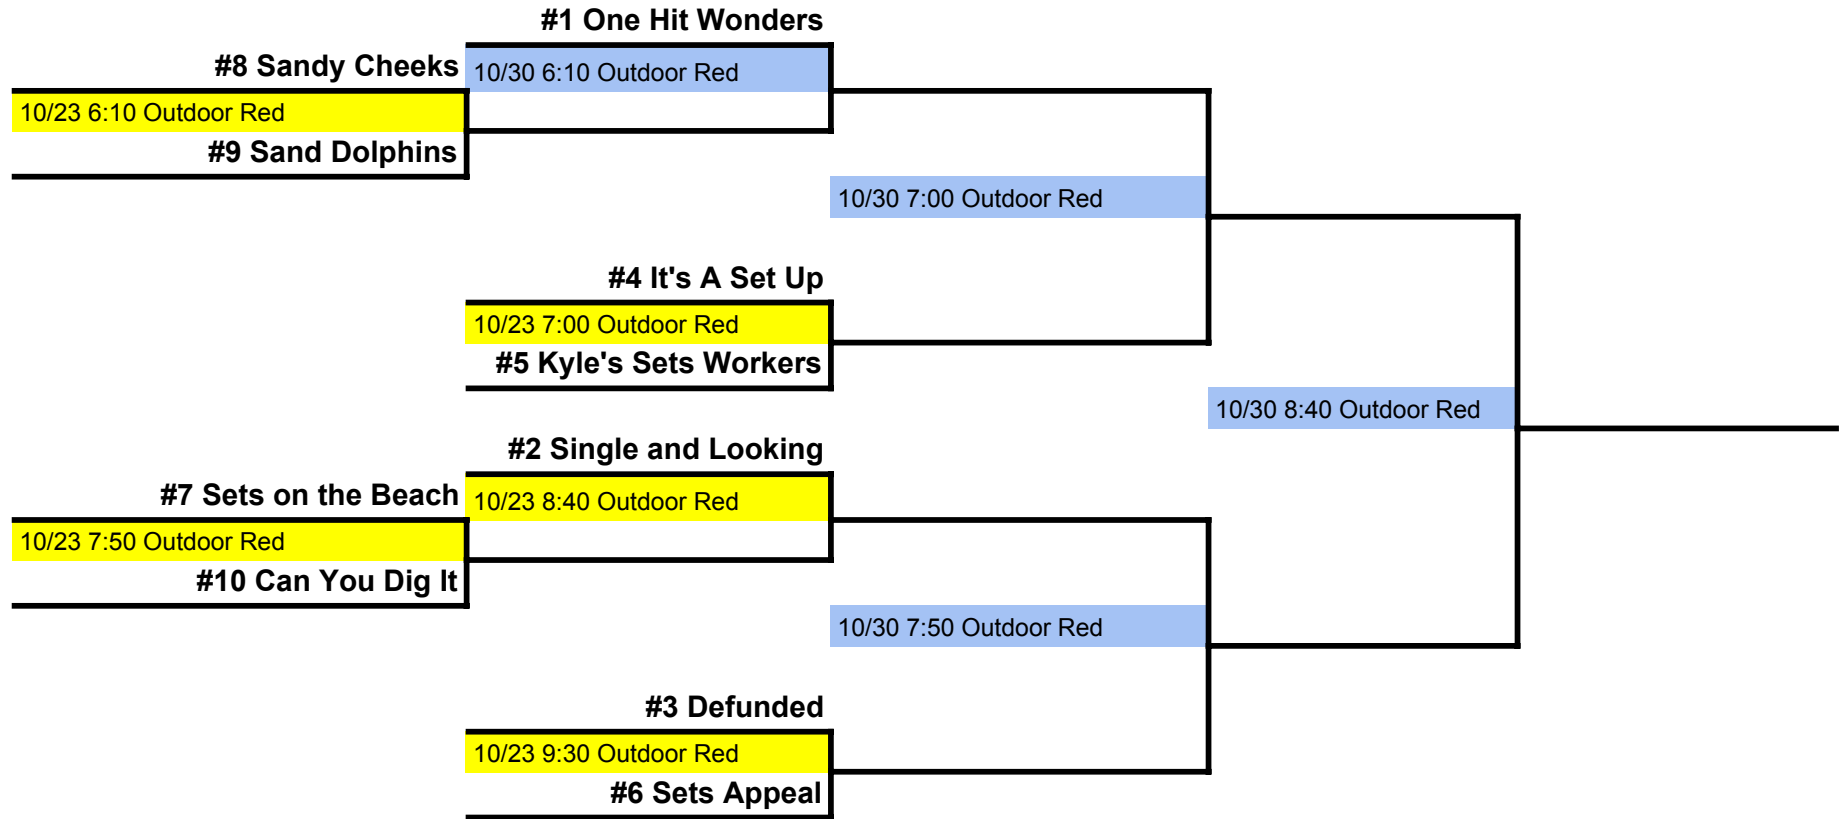 #1 One Hit Wonders
#8 Sandy Cheeks
10/30 6:10 Outdoor Red
10/23 6:10 Outdoor Red
#9 Sand Dolphins
10/30 7:00 Outdoor Red
#4 It's A Set Up
10/23 7:00 Outdoor Red
#5 Kyle's Sets Workers
10/30 8:40 Outdoor Red
#2 Single and Looking
#7 Sets on the Beach
10/23 8:40 Outdoor Red
10/23 7:50 Outdoor Red
#10 Can You Dig It
10/30 7:50 Outdoor Red
#3 Defunded
10/23 9:30 Outdoor Red
#6 Sets Appeal